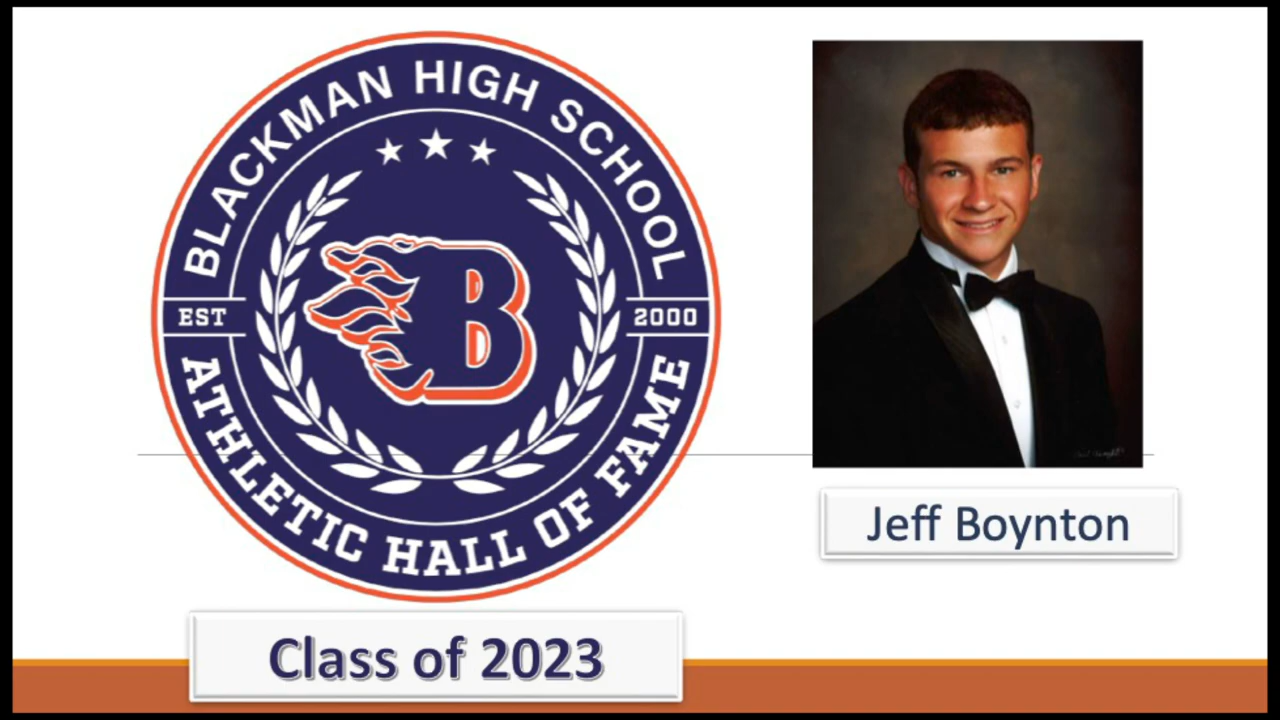 BLACKMAN HIGH SCHOOL
EST 2000
B
ATHLETIC HALL OF FAME
Class of 2023
Jeff Boynton